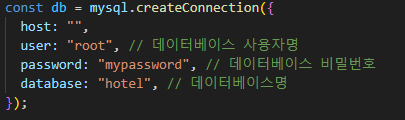 const db = mysql.createConnection({
  host: "",
  user: "root", // 데이터베이스 사용자명
  password: "mypassword", // 데이터베이스 비밀번호
  database: "hotel", // 데이터베이스명
});